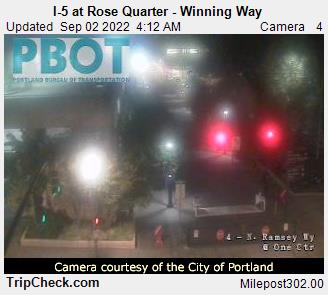 I-5 at Rose Quarter - Winning Way
Updated Sep 02 2022 4:12 AM Camera 4
PBOT
PORTLAND BUREAU OF TRANSPORTATION
4 - N. Ramsey Wy
@ One Ctr
Camera courtesy of the City of Portland
TripCheck.com Milepost302.00